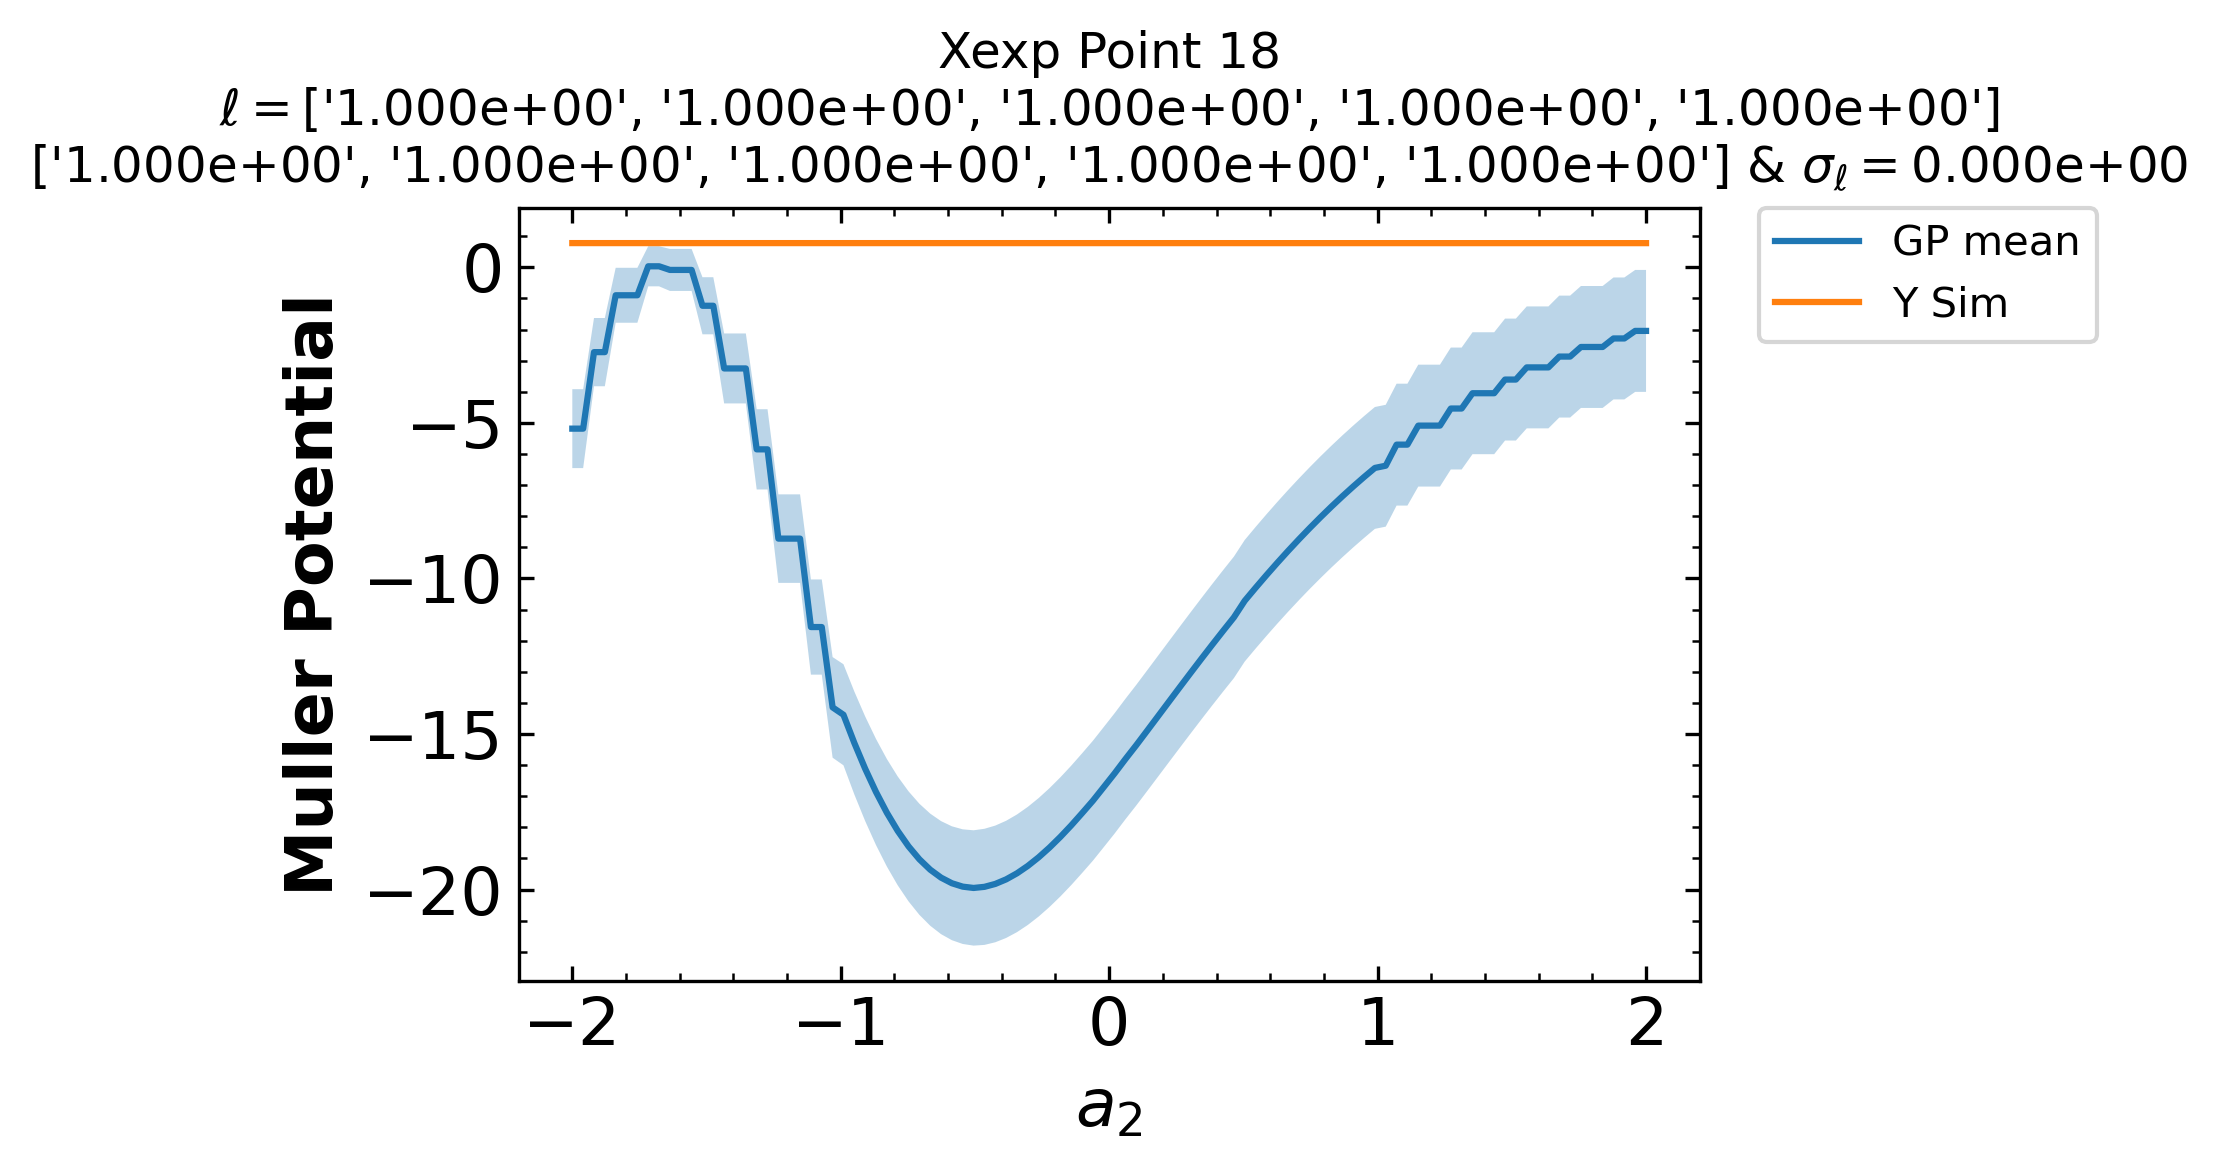 Xexp Point 18
ℓ = ['1.000e+00', '1.000e+00', '1.000e+00', '1.000e+00', '1.000e+00']
['1.000e+00', '1.000e+00', '1.000e+00', '1.000e+00', '1.000e+00'] & σℓ = 0.000e+00
GP mean
Y Sim
Muller Potential
0
−5
−10
−15
−20
−2 −1 0 1 2
a₂